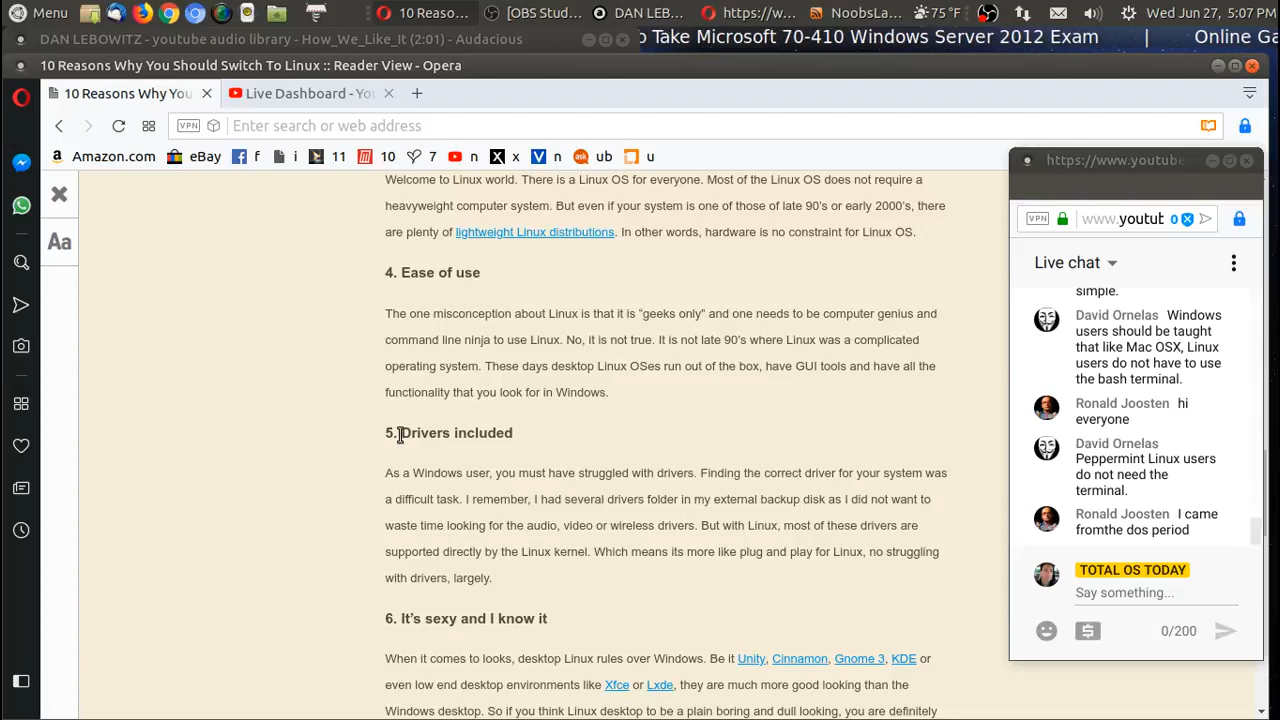 Menu
10 Reaso...
[OBS Stud...
DAN LEB...
https://w...
NoobsLa...
75 °F
Wed Jun 27, 5:07 PM
DAN LEBOWITZ - youtube audio library - How_We_Like_It (2:01) - Audacious
o Take Microsoft 70-410 Windows Server 2012 Exam | Online Ga
10 Reasons Why You Should Switch To Linux :: Reader View - Opera
10 Reasons Why You
Live Dashboard - Yo
VPN
Enter search or web address
Amazon.com
eBay
f
i
11
10
7
n
x
n
ub
u
Welcome to Linux world. There is a Linux OS for everyone. Most of the Linux OS does not require a
heavyweight computer system. But even if your system is one of those of late 90's or early 2000's, there
are plenty of lightweight Linux distributions. In other words, hardware is no constraint for Linux OS.
4. Ease of use
The one misconception about Linux is that it is “geeks only” and one needs to be computer genius and
command line ninja to use Linux. No, it is not true. It is not late 90's where Linux was a complicated
operating system. These days desktop Linux OSes run out of the box, have GUI tools and have all the
functionality that you look for in Windows.
5. Drivers included
As a Windows user, you must have struggled with drivers. Finding the correct driver for your system was
a difficult task. I remember, I had several drivers folder in my external backup disk as I did not want to
waste time looking for the audio, video or wireless drivers. But with Linux, most of these drivers are
supported directly by the Linux kernel. Which means its more like plug and play for Linux, no struggling
with drivers, largely.
6. It's sexy and I know it
When it comes to looks, desktop Linux rules over Windows. Be it Unity, Cinnamon, Gnome 3, KDE or
even low end desktop environments like Xfce or Lxde, they are much more good looking than the
Windows desktop. So if you think Linux desktop to be a plain boring and dull looking, you are definitely
Aa
https://www.youtube
VPN
www.youtub
0
Live chat
simple.
David Ornelas Windows
users should be taught
that like Mac OSX, Linux
users do not have to use
the bash terminal.
Ronald Joosten hi
everyone
David Ornelas
Peppermint Linux users
do not need the
terminal.
Ronald Joosten I came
fromthe dos period
TOTAL OS TODAY
Say something...
0/200